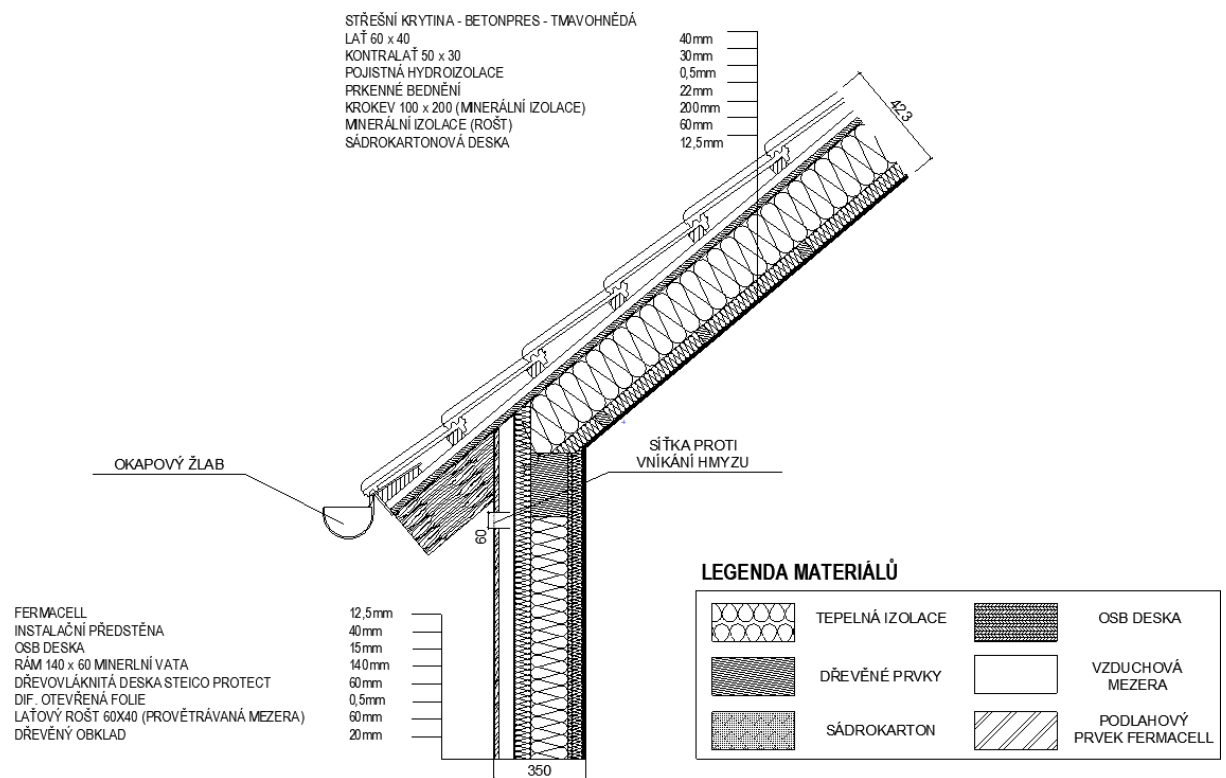 STŘEŠNÍ KRYTINA - BETONPRES - TMAVOHNĚDÁ
LAŤ 60 x 40 40mm
KONTRALAŤ 50 x 30 30mm
POJISTNÁ HYDROIZOLACE 0,5mm
PRKENNÉ BEDNĚNÍ 22mm
KROKEV 100 x 200 (MINERÁLNÍ IZOLACE) 200mm
MINERÁLNÍ IZOLACE (ROŠT) 60mm
SÁDROKARTONOVÁ DESKA 12,5mm
423
OKAPOVÝ ŽLAB
SÍŤKA PROTI
VNÍKÁNÍ HMYZU
60
FERMACELL 12,5mm
INSTALAČNÍ PŘEDSTĚNA 40mm
OSB DESKA 15mm
RÁM 140 x 60 MINERLNÍ VATA 140mm
DŘEVOVLÁKNITÁ DESKA STEICO PROTECT 60mm
DIF. OTEVŘENÁ FOLIE 0,5mm
LAŤOVÝ ROŠT 60X40 (PROVĚTRÁVANÁ MEZERA) 60mm
DŘEVĚNÝ OBKLAD 20mm
350
LEGENDA MATERIÁLŮ
TEPELNÁ IZOLACE
OSB DESKA
DŘEVĚNÉ PRVKY
VZDUCHOVÁ
MEZERA
SÁDROKARTON
PODLAHOVÝ
PRVEK FERMACELL